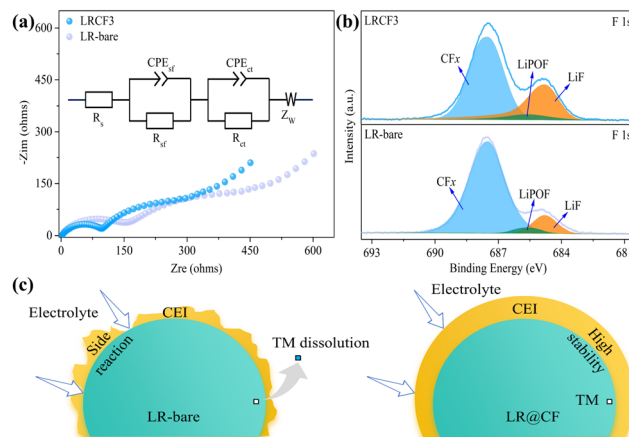 (a)
LRCF3
LR-bare
600
450
300
150
0
-Zim (ohms)
0 150 300 450 600
Zre (ohms)
CPEsf
CPEct
Rs
Rsf
Rct
ZW
(b)
LRCF3
F 1s
CFx
LiPOF
LiF
LR-bare
F 1s
CFx
LiPOF
LiF
Intensity (a.u.)
693 690 687 684
Binding Energy (eV)
(c)
Electrolyte
CEI
Side
reaction
TM dissolution
LR-bare
Electrolyte
CEI
High
stability
TM
LR@CF